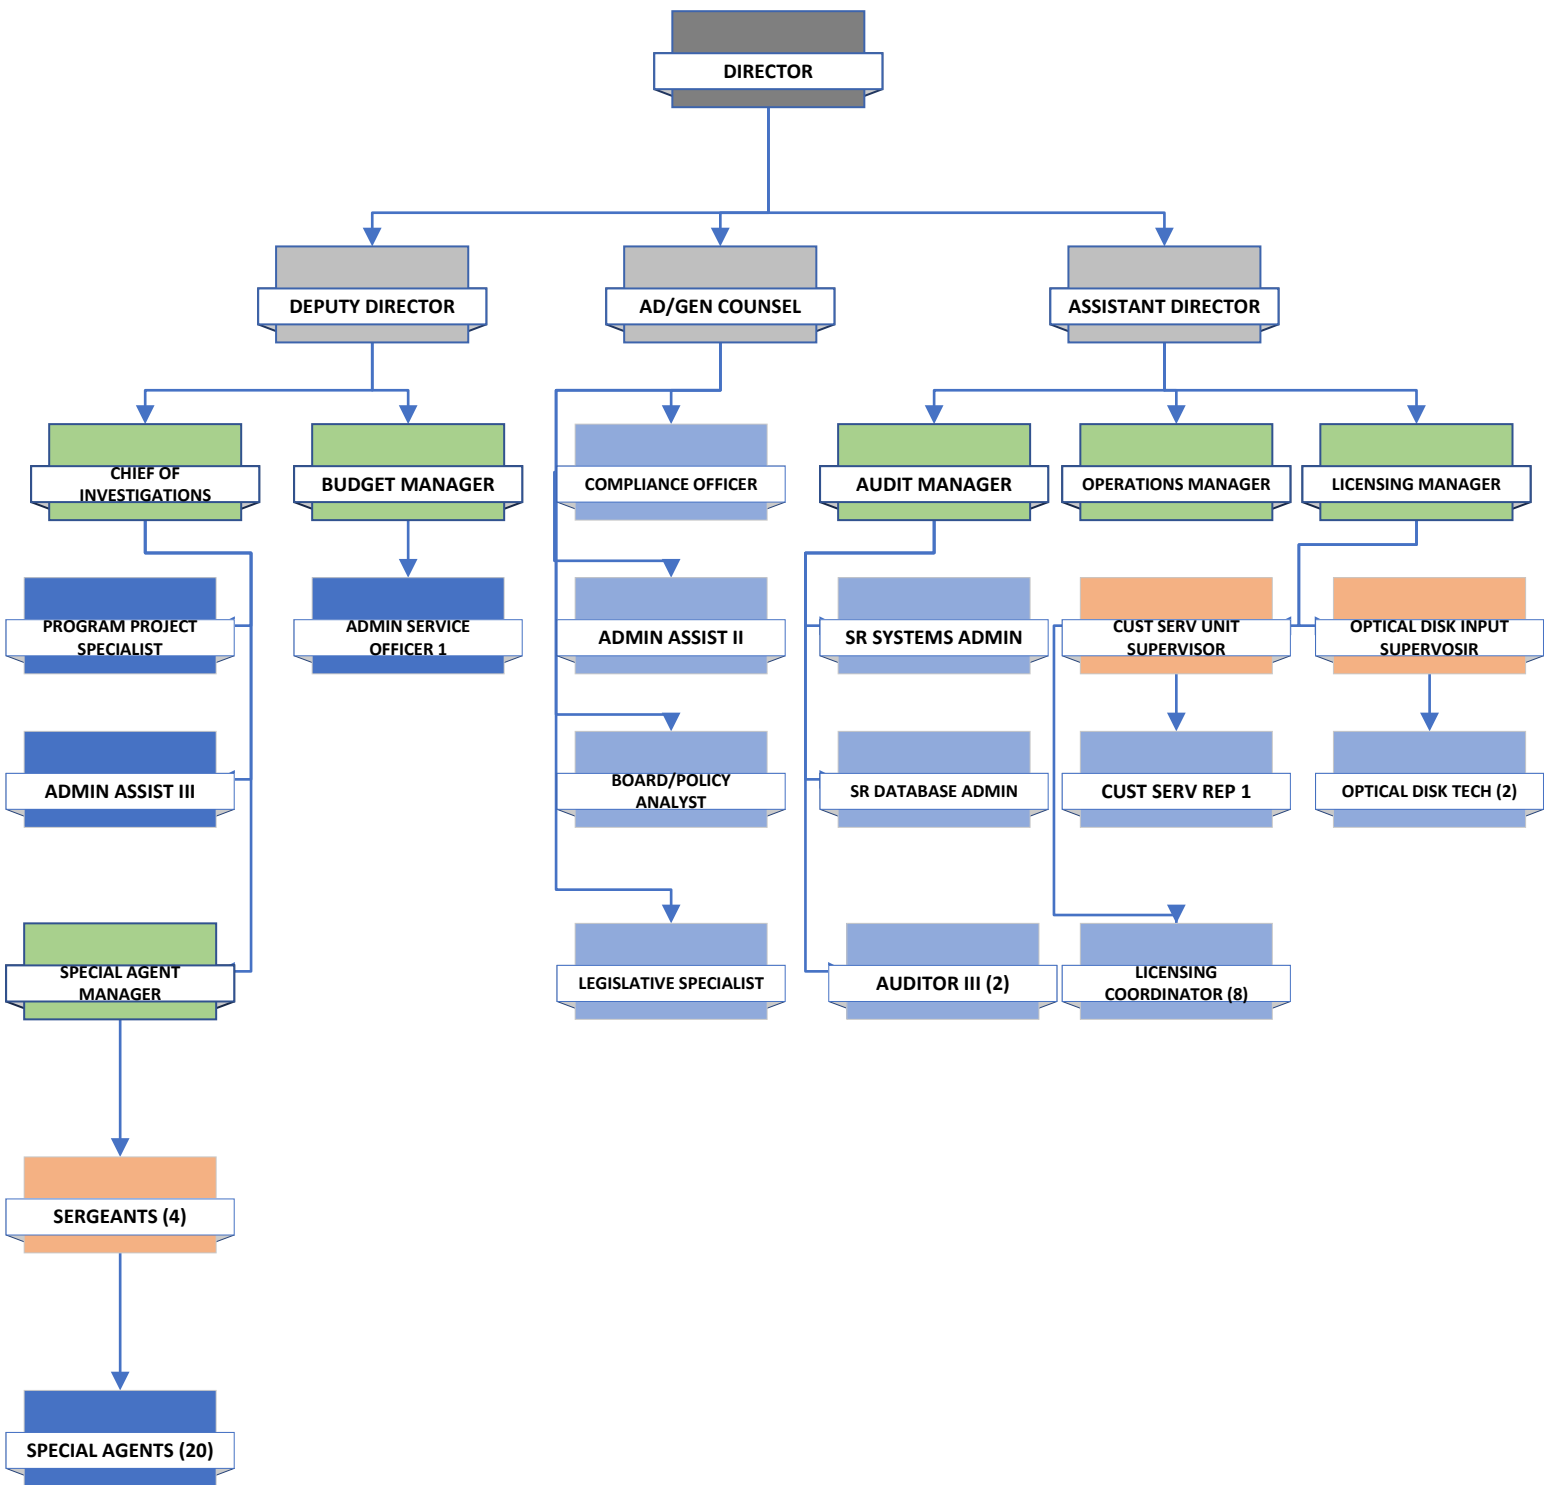 DIRECTOR
DEPUTY DIRECTOR
AD/GEN COUNSEL
ASSISTANT DIRECTOR
CHIEF OF
INVESTIGATIONS
BUDGET MANAGER
COMPLIANCE OFFICER
AUDIT MANAGER
OPERATIONS MANAGER
LICENSING MANAGER
PROGRAM PROJECT
SPECIALIST
ADMIN SERVICE
OFFICER 1
ADMIN ASSIST II
SR SYSTEMS ADMIN
CUST SERV UNIT
SUPERVISOR
OPTICAL DISK INPUT
SUPERVOSIR
ADMIN ASSIST III
BOARD/POLICY
ANALYST
SR DATABASE ADMIN
CUST SERV REP 1
OPTICAL DISK TECH (2)
SPECIAL AGENT
MANAGER
LEGISLATIVE SPECIALIST
AUDITOR III (2)
LICENSING
COORDINATOR (8)
SERGEANTS (4)
SPECIAL AGENTS (20)